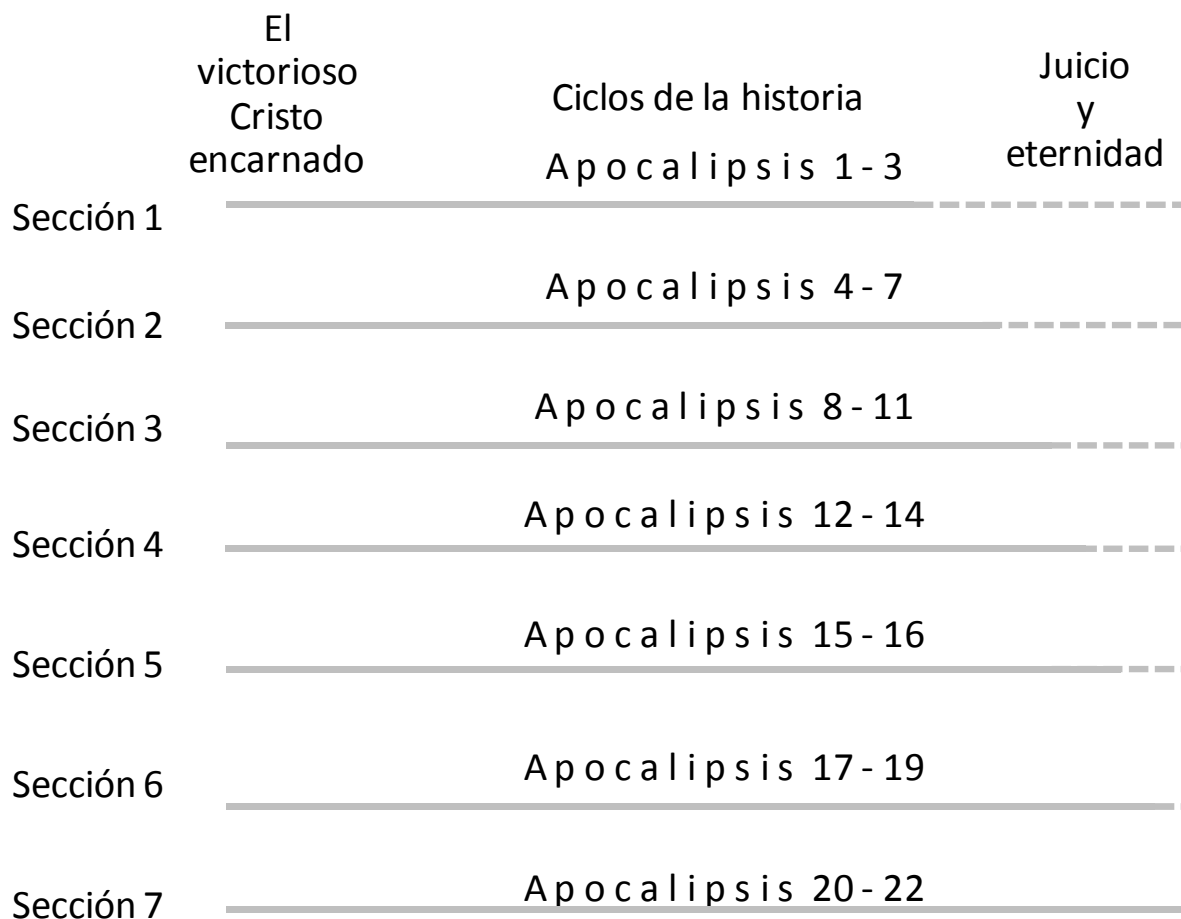 El
victorioso
Cristo
encarnado
Ciclos de la historia
Juicio
y
eternidad
Apocalipsis 1 - 3
Sección 1
Apocalipsis 4 - 7
Sección 2
Apocalipsis 8 - 11
Sección 3
Apocalipsis 12 - 14
Sección 4
Apocalipsis 15 - 16
Sección 5
Apocalipsis 17 - 19
Sección 6
Apocalipsis 20 - 22
Sección 7